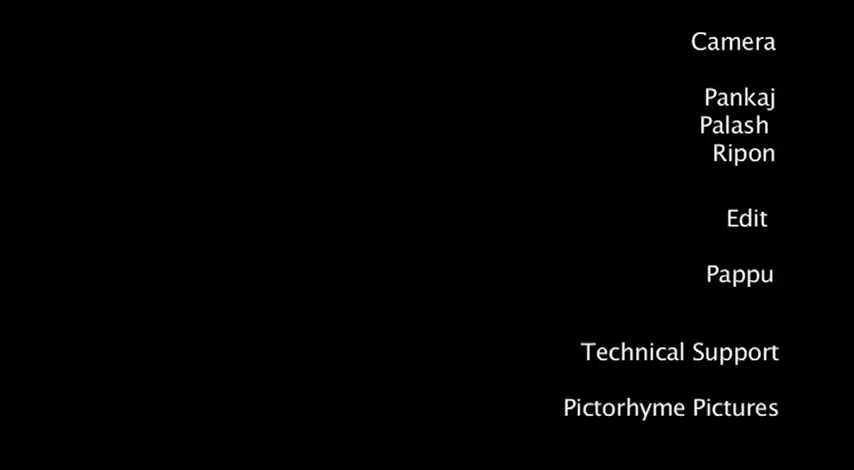 Camera
Pankaj
Palash
Ripon
Edit
Pappu
Technical Support
Pictorhyme Pictures